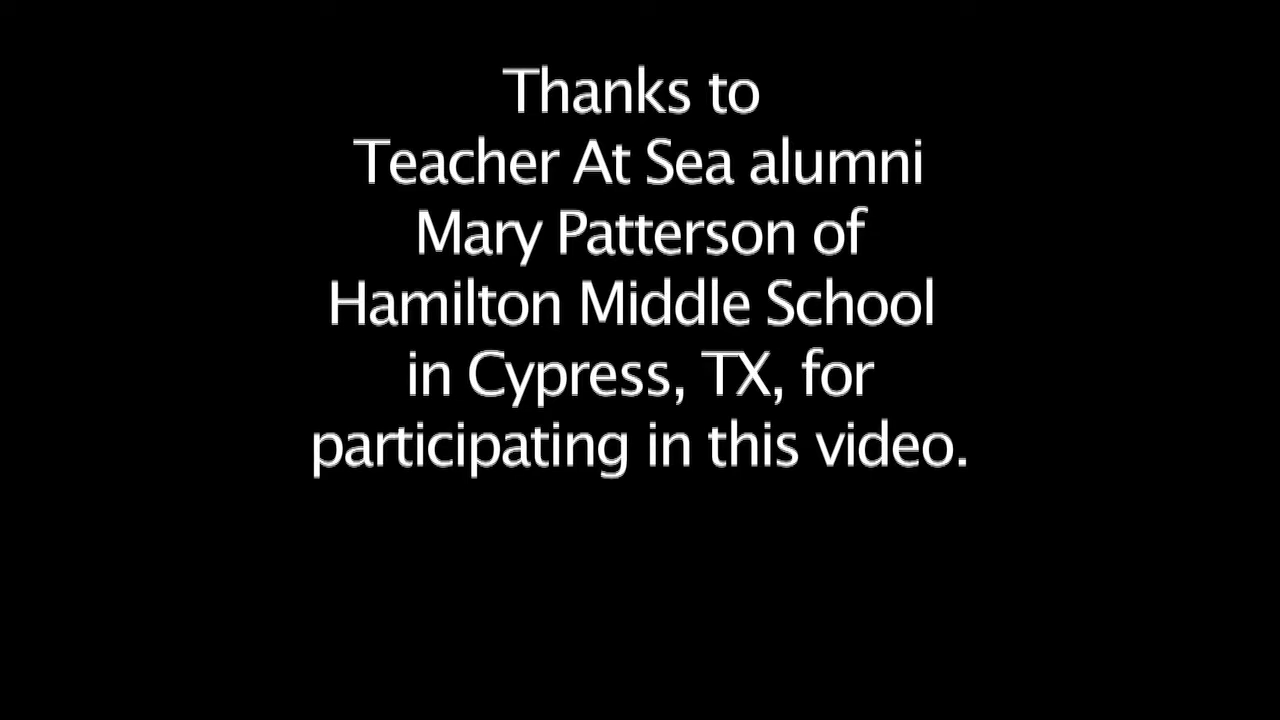 Thanks to
Teacher At Sea alumni
Mary Patterson of
Hamilton Middle School
in Cypress, TX, for
participating in this video.